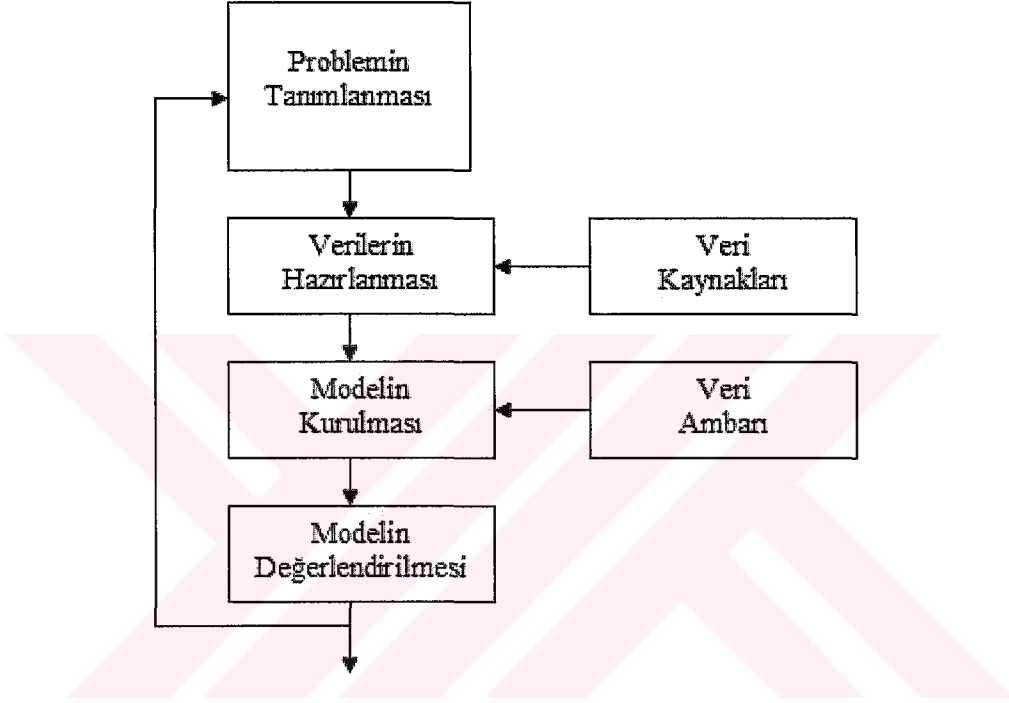 Problemin
Tanımlanması
Verilerin
Hazırlanması
Veri
Kaynakları
Modelin
Kurulması
Veri
Ambarı
Modelin
Değerlendirilmesi